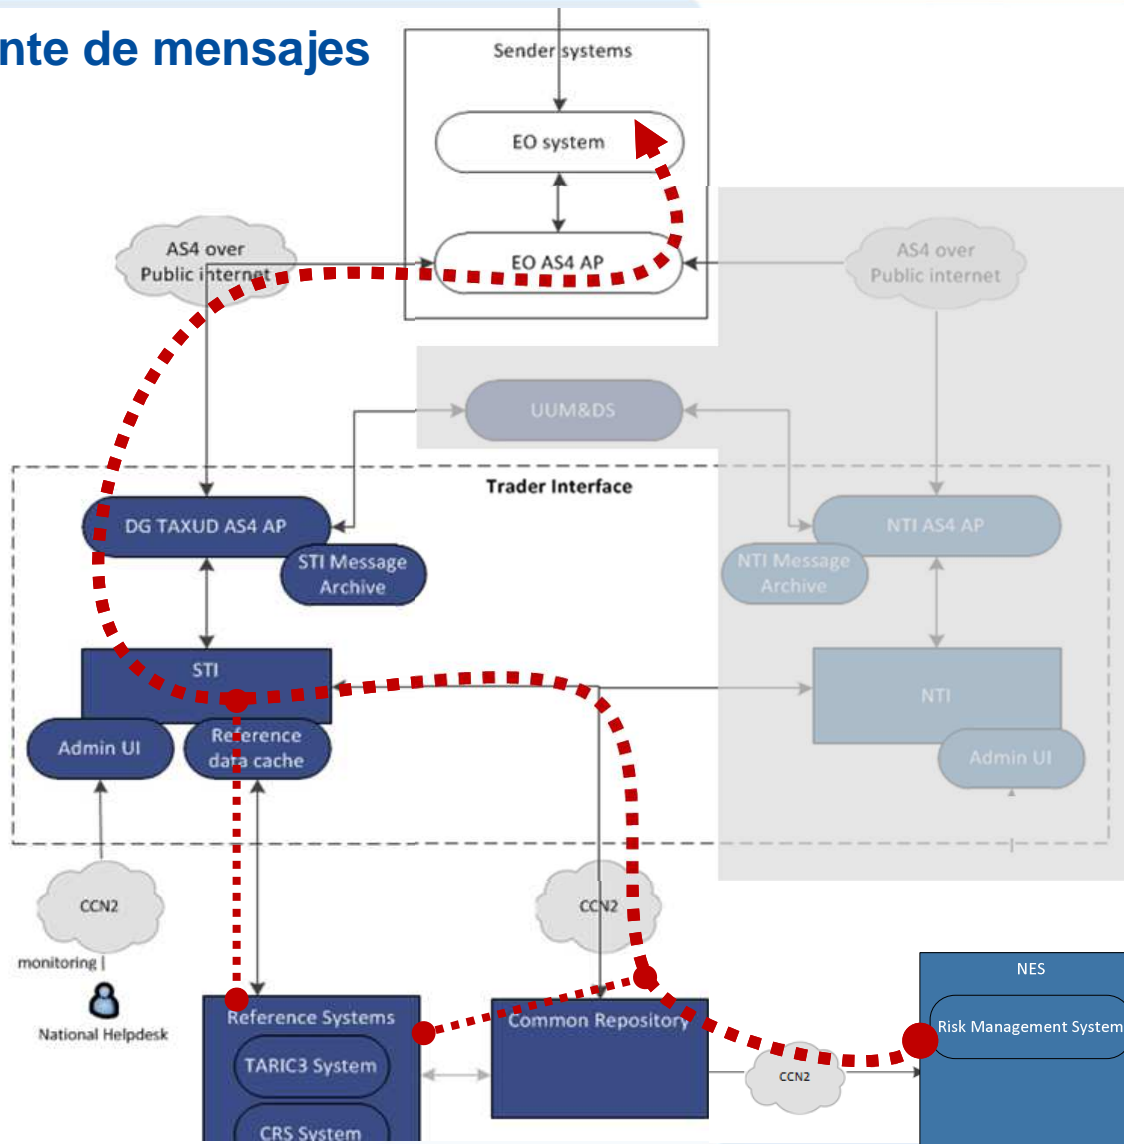 nte de mensajes
Sender systems
EO system
AS4 over
Public internet
EO AS4 AP
AS4 over
Public internet
UUM&DS
Trader Interface
DG TAXUD AS4 AP
NTI AS4 AP
STI Message
Archive
NTI Message
Archive
STI
NTI
Admin UI
Reference
data cache
Admin UI
CCN2
CCN2
monitoring
National Helpdesk
NES
Reference Systems
Common Repository
Risk Management System
TARIC3 System
CCN2
CRS System